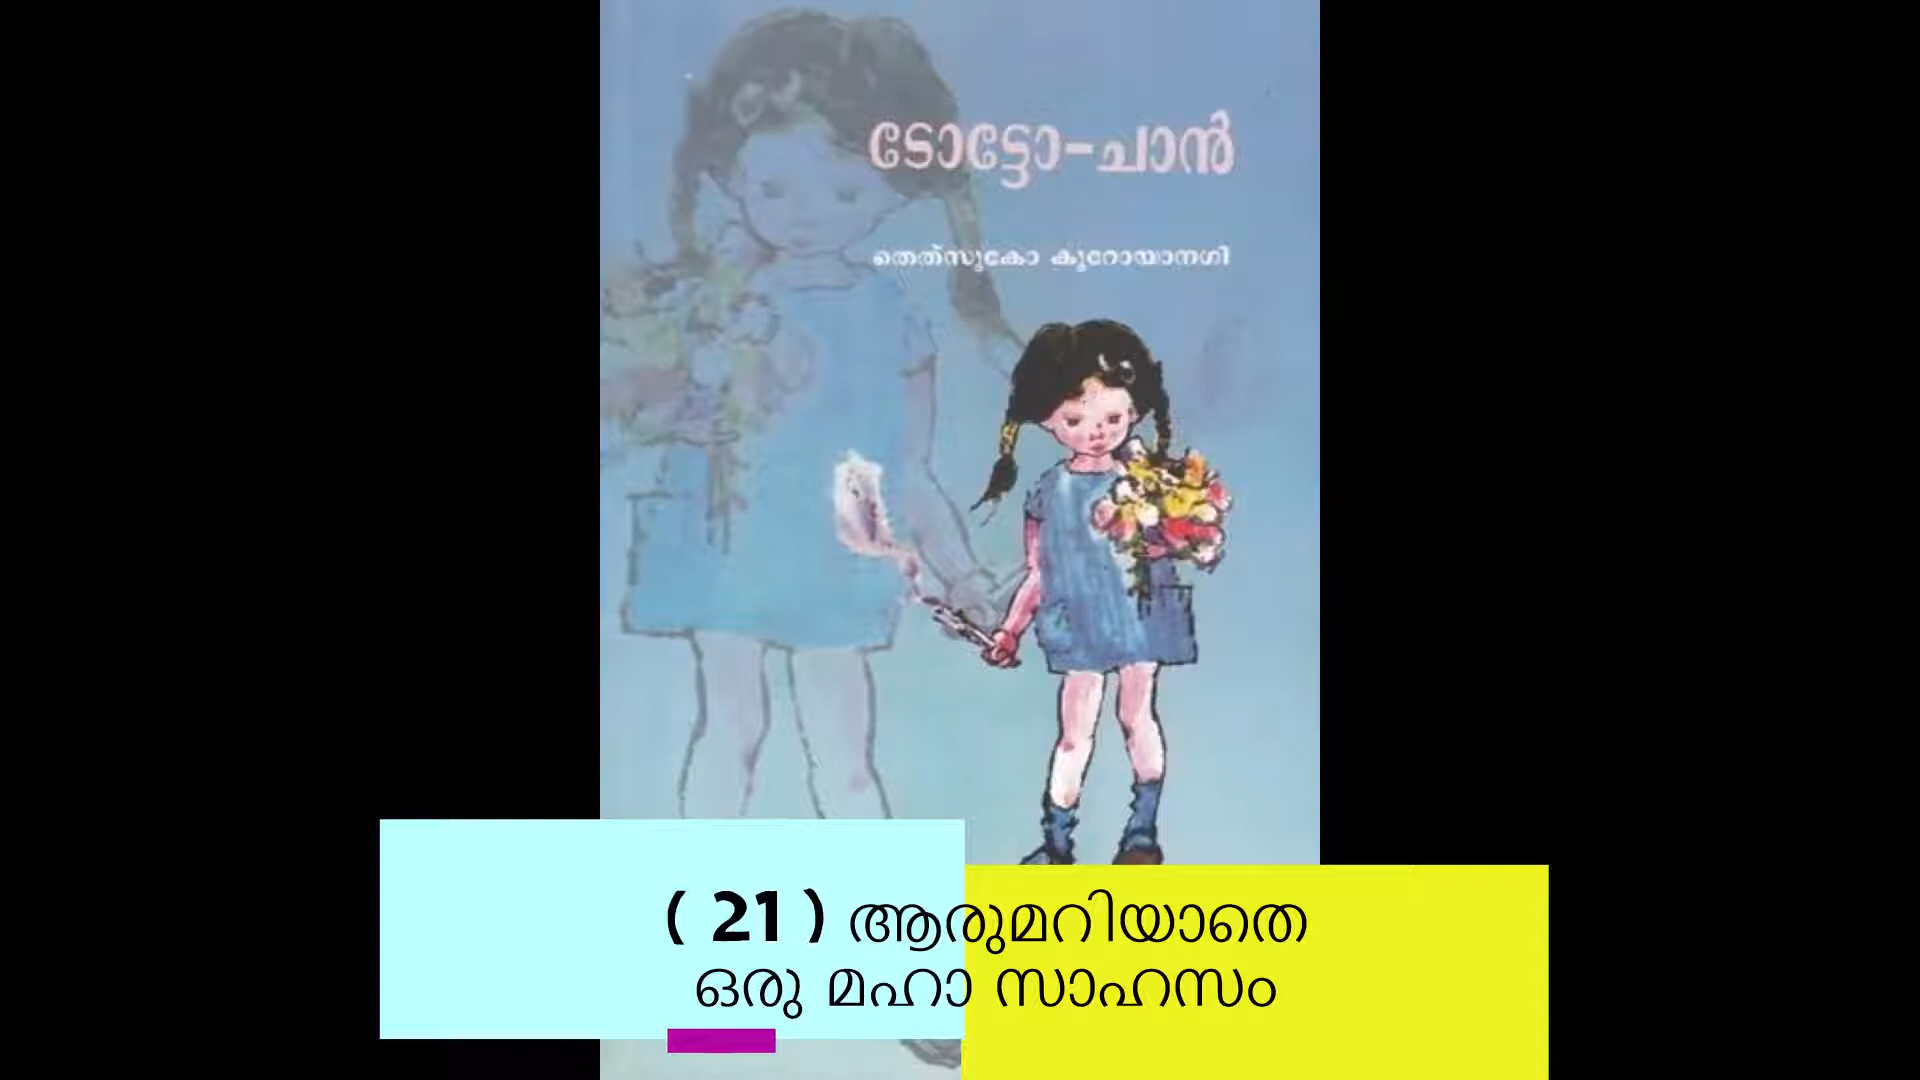 ടോട്ടോ-ചാൻ
തെത്സുകോ കുറോയാനഗി
( 21 ) ആരുമറിയാതെ
ഒരു മഹാ സാഹസം